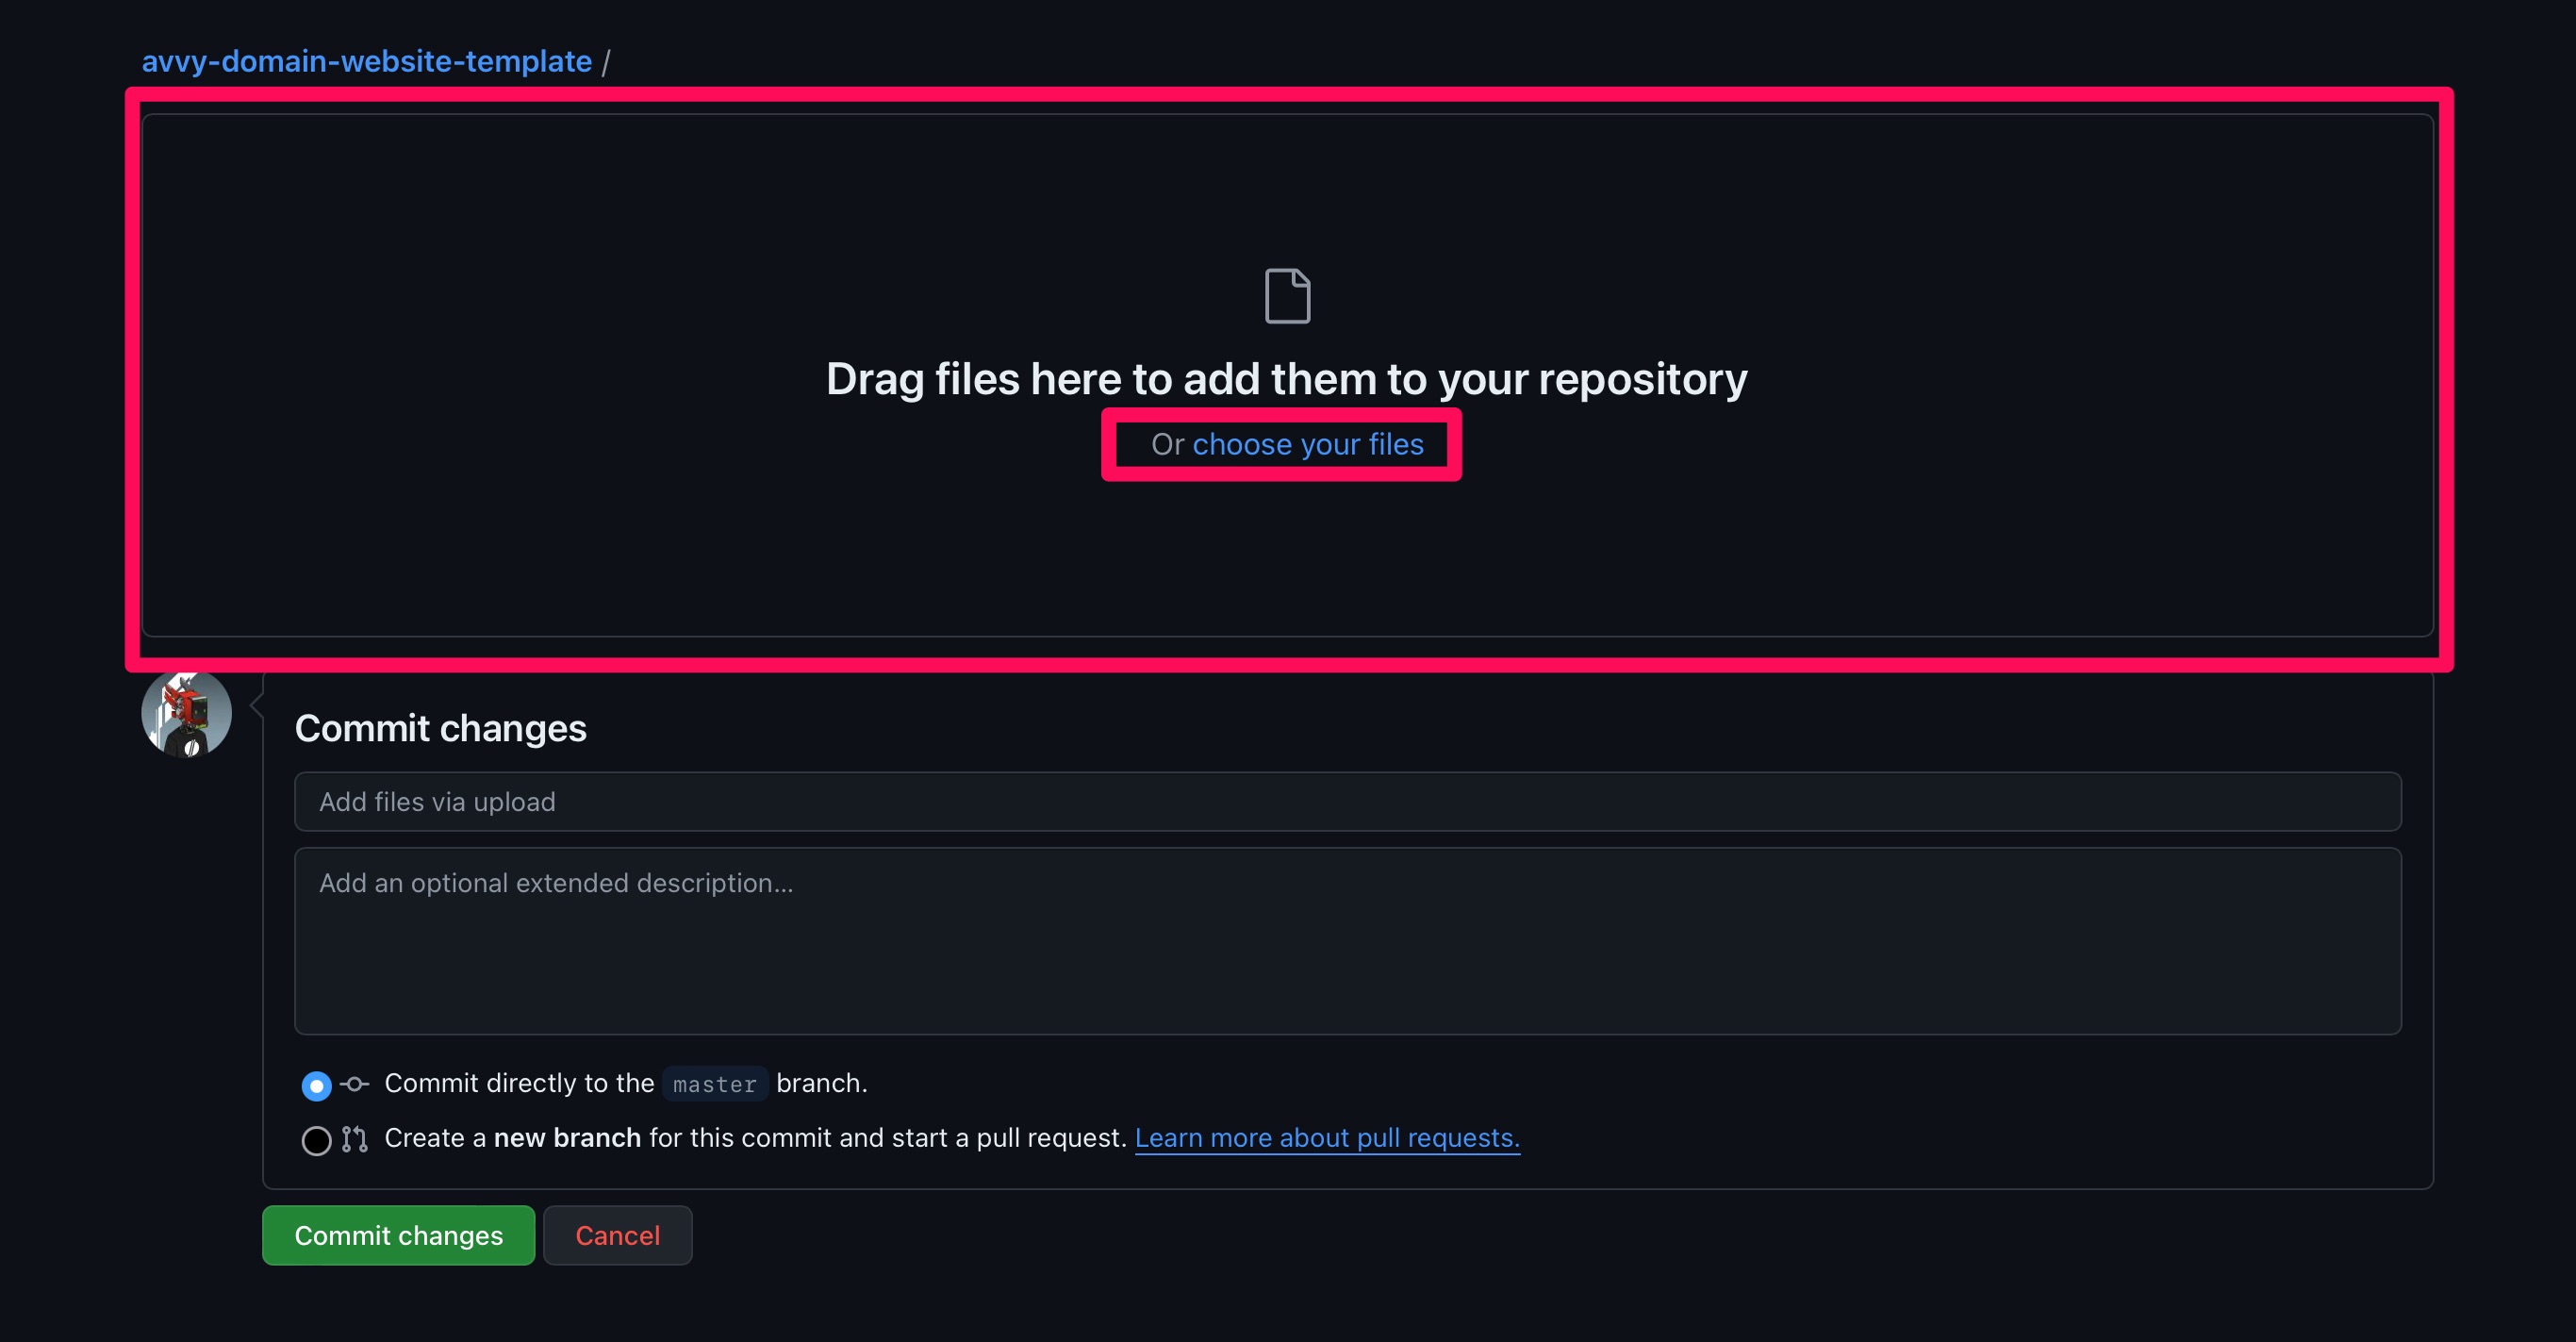 avvy-domain-website-template /
Drag files here to add them to your repository
Or choose your files
Commit changes
Add files via upload
Add an optional extended description...
Commit directly to the master branch.
Create a new branch for this commit and start a pull request. Learn more about pull requests.
Commit changes Cancel